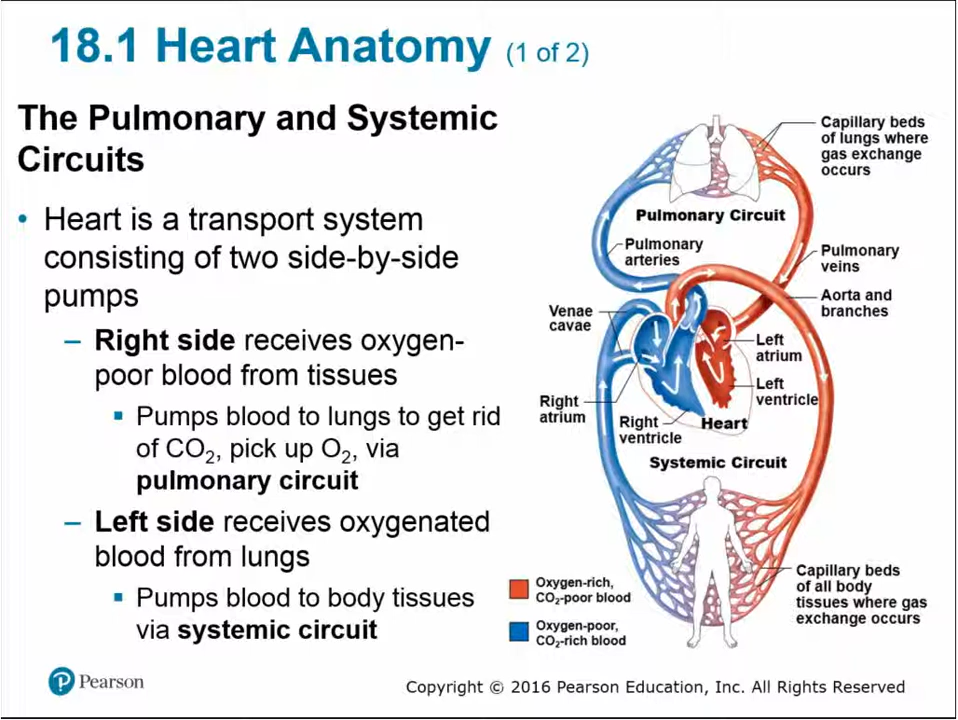 18.1 Heart Anatomy (1 of 2)
The Pulmonary and Systemic
Circuits
• Heart is a transport system
consisting of two side-by-side
pumps
– Right side receives oxygen-
poor blood from tissues
▪ Pumps blood to lungs to get rid
of CO₂, pick up O₂, via
pulmonary circuit
– Left side receives oxygenated
blood from lungs
▪ Pumps blood to body tissues
via systemic circuit
Capillary beds
of lungs where
gas exchange
occurs
Pulmonary Circuit
Pulmonary
arteries
Pulmonary
veins
Aorta and
branches
Venae
cavae
Left
atrium
Left
ventricle
Right
atrium
Right
ventricle
Heart
Systemic Circuit
Oxygen-rich,
CO₂-poor blood
Oxygen-poor,
CO₂-rich blood
Capillary beds
of all body
tissues where gas
exchange occurs
P Pearson
Copyright © 2016 Pearson Education, Inc. All Rights Reserved